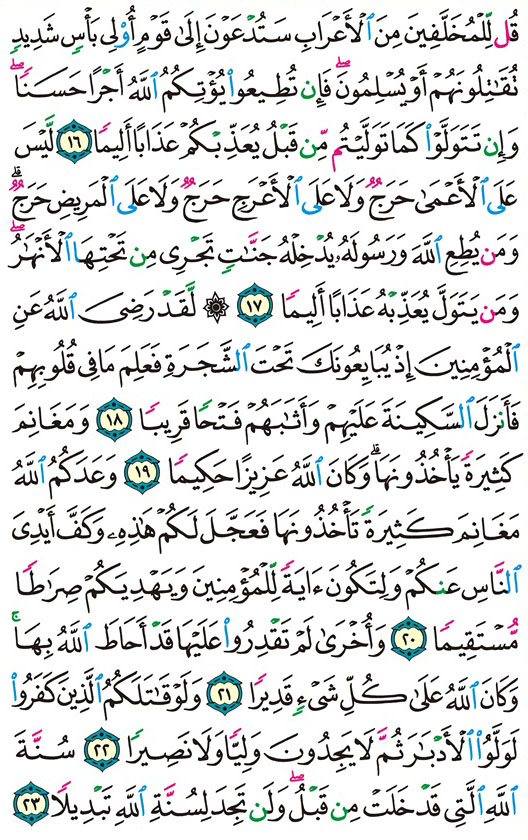 قُل لِّلْمُخَلَّفِينَ مِنَ ٱلْأَعْرَابِ سَتُدْعَوْنَ إِلَىٰ قَوْمٍ أُو۟لِى بَأْسٍ شَدِيدٍ
تُقَـٰتِلُونَهُمْ أَوْ يُسْلِمُونَ ۖ فَإِن تُطِيعُوا۟ يُؤْتِكُمُ ٱللَّهُ أَجْرًا حَسَنًا ۖ
وَإِن تَتَوَلَّوْا۟ كَمَا تَوَلَّيْتُم مِّن قَبْلُ يُعَذِّبْكُمْ عَذَابًا أَلِيمًا ١٦ لَّيْسَ
عَلَى ٱلْأَعْمَىٰ حَرَجٌ وَلَا عَلَى ٱلْأَعْرَجِ حَرَجٌ وَلَا عَلَى ٱلْمَرِيضِ حَرَجٌ ۗ
وَمَن يُطِعِ ٱللَّهَ وَرَسُولَهُۥ يُدْخِلْهُ جَنَّـٰتٍ تَجْرِى مِن تَحْتِهَا ٱلْأَنْهَـٰرُ ۖ
وَمَن يَتَوَلَّ يُعَذِّبْهُ عَذَابًا أَلِيمًا ١٧ ۞ لَّقَدْ رَضِىَ ٱللَّهُ عَنِ
ٱلْمُؤْمِنِينَ إِذْ يُبَايِعُونَكَ تَحْتَ ٱلشَّجَرَةِ فَعَلِمَ مَا فِى قُلُوبِهِمْ
فَأَنزَلَ ٱلسَّكِينَةَ عَلَيْهِمْ وَأَثَـٰبَهُمْ فَتْحًا قَرِيبًا ١٨ وَمَغَانِمَ
كَثِيرَةً يَأْخُذُونَهَا ۗ وَكَانَ ٱللَّهُ عَزِيزًا حَكِيمًا ١٩ وَعَدَكُمُ ٱللَّهُ
مَغَانِمَ كَثِيرَةً تَأْخُذُونَهَا فَعَجَّلَ لَكُمْ هَـٰذِهِۦ وَكَفَّ أَيْدِىَ
ٱلنَّاسِ عَنكُمْ وَلِتَكُونَ ءَايَةً لِّلْمُؤْمِنِينَ وَيَهْدِيَكُمْ صِرَٰطًا
مُّسْتَقِيمًا ٢٠ وَأُخْرَىٰ لَمْ تَقْدِرُوا۟ عَلَيْهَا قَدْ أَحَاطَ ٱللَّهُ بِهَا ۚ
وَكَانَ ٱللَّهُ عَلَىٰ كُلِّ شَىْءٍ قَدِيرًا ٢١ وَلَوْ قَـٰتَلَكُمُ ٱلَّذِينَ كَفَرُوا۟
لَوَلَّوُا۟ ٱلْأَدْبَـٰرَ ثُمَّ لَا يَجِدُونَ وَلِيًّا وَلَا نَصِيرًا ٢٢ سُنَّةَ
ٱللَّهِ ٱلَّتِى قَدْ خَلَتْ مِن قَبْلُ ۖ وَلَن تَجِدَ لِسُنَّةِ ٱللَّهِ تَبْدِيلًا ٢٣